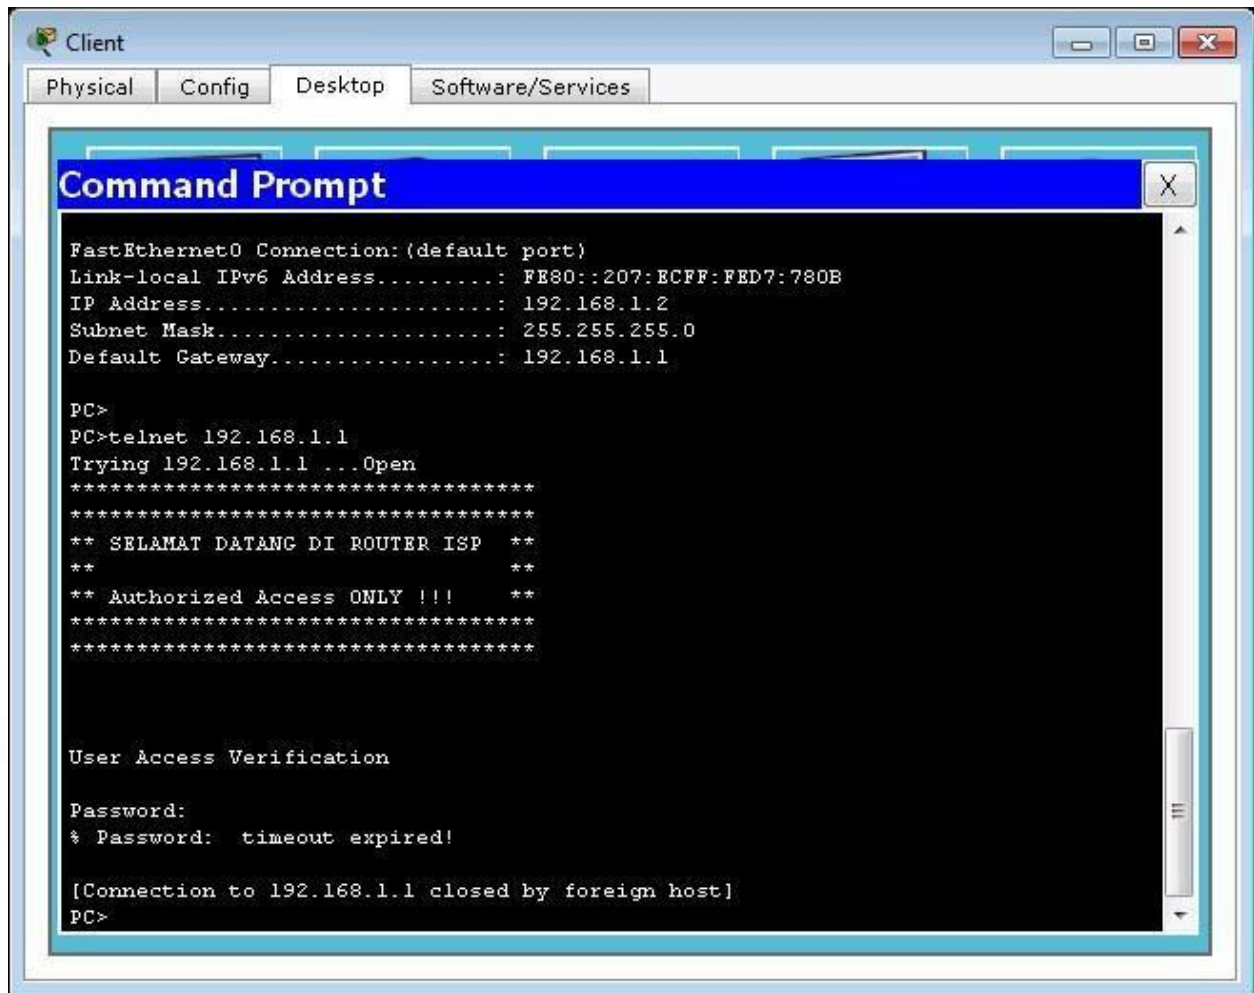 Client
Physical Config Desktop Software/Services
Command Prompt
X
FastEthernet0 Connection:(default port)
Link-local IPv6 Address.........: FE80::207:ECFF:FED7:780B
IP Address......................: 192.168.1.2
Subnet Mask.....................: 255.255.255.0
Default Gateway.................: 192.168.1.1
PC>
PC>telnet 192.168.1.1
Trying 192.168.1.1 ...Open
***********************************
***********************************
** SELAMAT DATANG DI ROUTER ISP  **
**                               **
** Authorized Access ONLY !!!    **
***********************************
***********************************
User Access Verification
Password:
% Password:  timeout expired!
[Connection to 192.168.1.1 closed by foreign host]
PC>